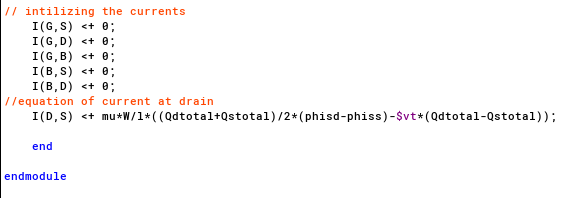 // intilizing the currents
I(G,S) <+ 0;
I(G,D) <+ 0;
I(G,B) <+ 0;
I(B,S) <+ 0;
I(B,D) <+ 0;
//equation of current at drain
I(D,S) <+ mu*W/l*((Qdtotal+Qstotal)/2*(phisd-phiss)-$vt*(Qdtotal-Qstotal));
end
endmodule